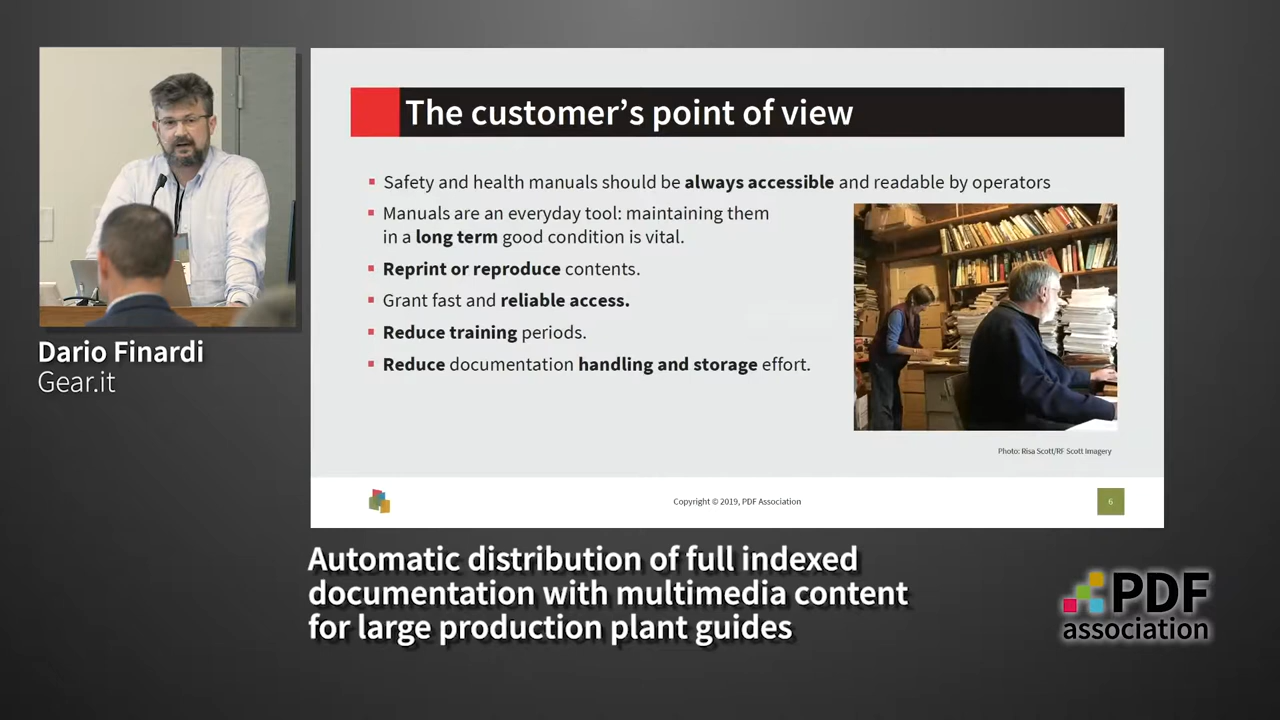 The customer’s point of view
▪ Safety and health manuals should be always accessible and readable by operators
▪ Manuals are an everyday tool: maintaining them
in a long term good condition is vital.
▪ Reprint or reproduce contents.
▪ Grant fast and reliable access.
▪ Reduce training periods.
▪ Reduce documentation handling and storage effort.
Photo: Risa Scott/RF Scott Imagery
Copyright © 2019, PDF Association
6
Dario Finardi
Gear.it
Automatic distribution of full indexed
documentation with multimedia content
for large production plant guides
PDF
association